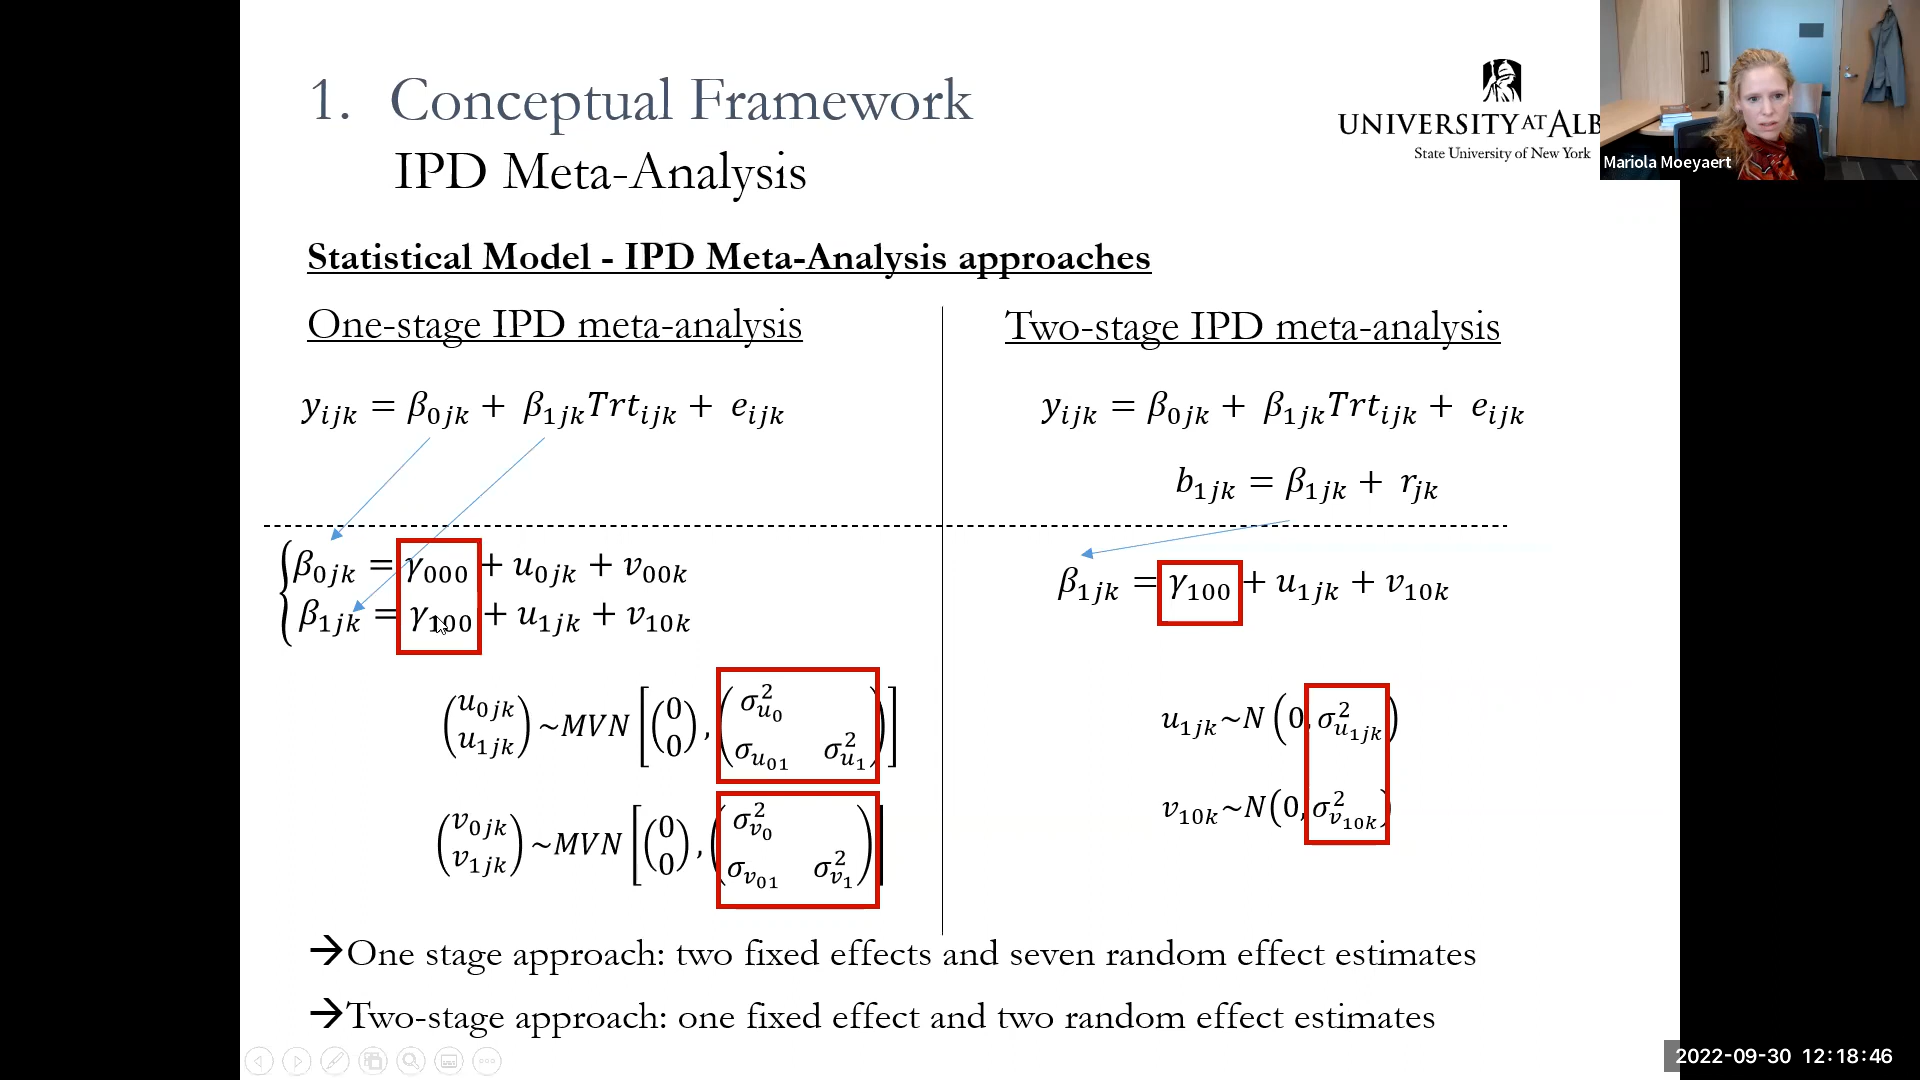 1. Conceptual Framework
IPD Meta-Analysis
UNIVERSITY AT ALB
State University of New York
Mariola Moeyaert
Statistical Model - IPD Meta-Analysis approaches
One-stage IPD meta-analysis
y_ijk = β_0jk + β_1jk Trt_ijk + e_ijk
β_0jk = γ_000 + u_0jk + v_00k
β_1jk = γ_100 + u_1jk + v_10k
(u_0jk u_1jk) ~MVN [(0 0), (σ²_u0 σ_u01 σ²_u1)]
(v_0jk v_1jk) ~MVN [(0 0), (σ²_v0 σ_v01 σ²_v1)]
Two-stage IPD meta-analysis
y_ijk = β_0jk + β_1jk Trt_ijk + e_ijk
b_1jk = β_1jk + r_jk
β_1jk = γ_100 + u_1jk + v_10k
u_1jk~N (0, σ²_u1jk)
v_10k~N(0, σ²_v10k)
→One stage approach: two fixed effects and seven random effect estimates
→Two-stage approach: one fixed effect and two random effect estimates
2022-09-30 12:18:46